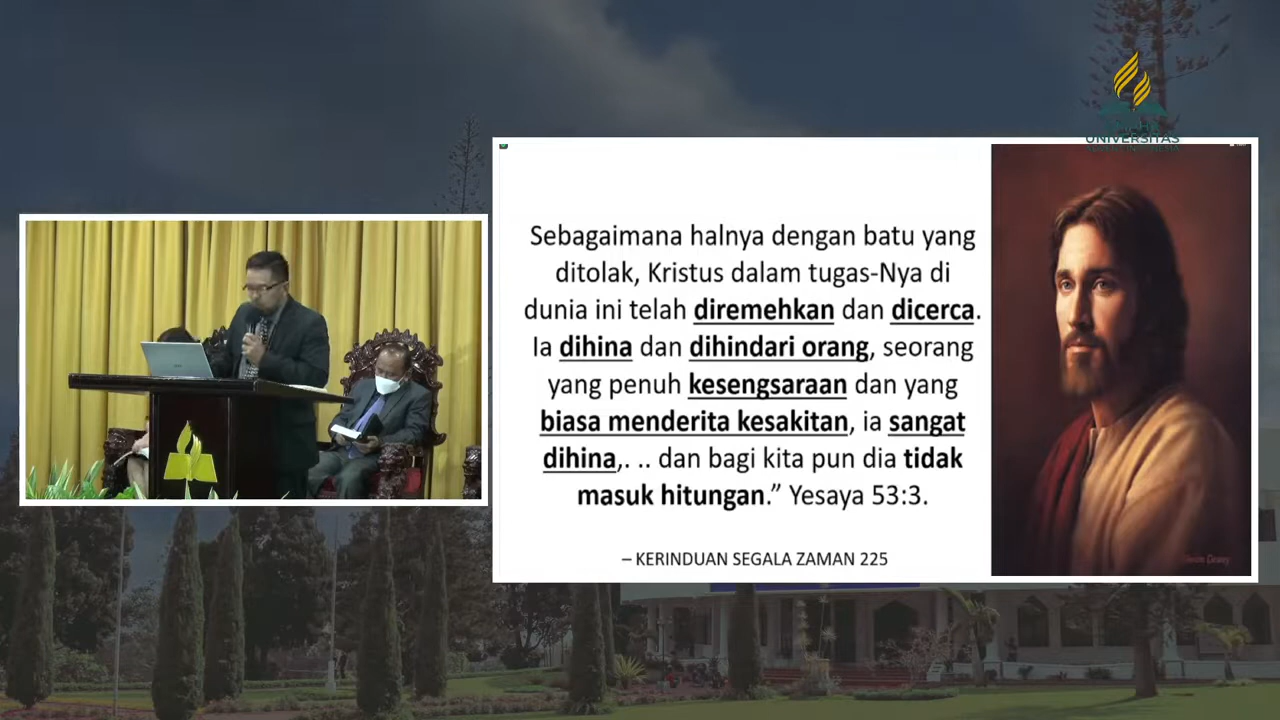 UNIVERSITAS
Sebagaimana halnya dengan batu yang
ditolak, Kristus dalam tugas-Nya di
dunia ini telah diremehkan dan dicerca.
Ia dihina dan dihindari orang, seorang
yang penuh kesengsaraan dan yang
biasa menderita kesakitan, ia sangat
dihina,. .. dan bagi kita pun dia tidak
masuk hitungan.” Yesaya 53:3.
– KERINDUAN SEGALA ZAMAN 225